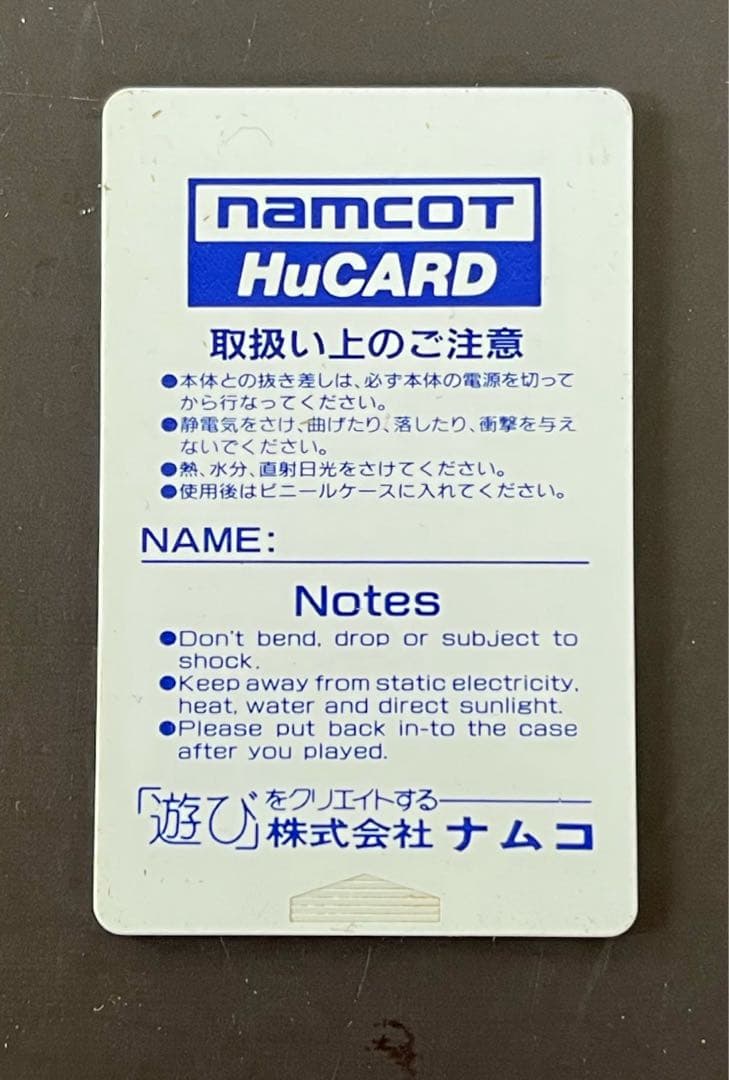 namcoT
HuCARD
取扱い上のご注意
●本体との抜き差しは、必ず本体の電源を切って
から行なってください。
●静電気をさけ、曲げたり、落したり、衝撃を与え
ないでください。
●熱、水分、直射日光をさけてください。
●使用後はビニールケースに入れてください。
NAME:
Notes
●Don't bend, drop or subject to
shock.
●Keep away from static electricity,
heat, water and direct sunlight.
●Please put back in-to the case
after you played.
「遊び」をクリエイトする
株式会社 ナムコ